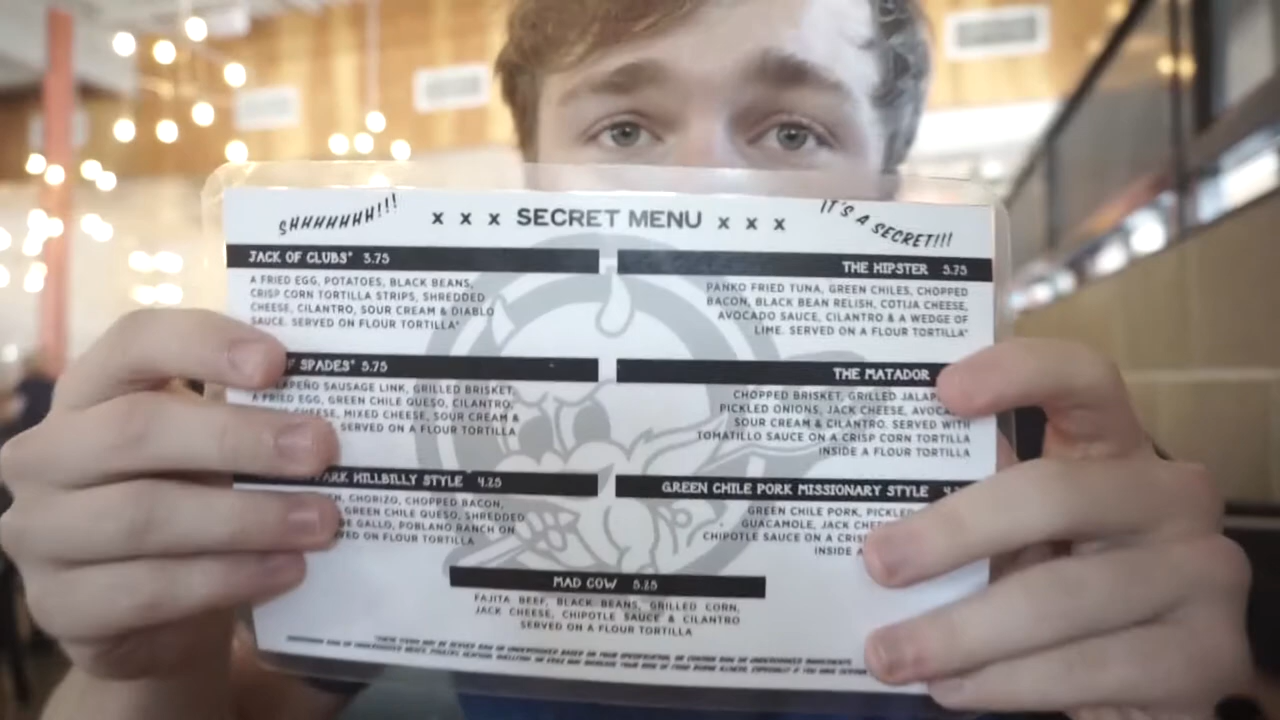 SHHHHHHH!!!
X X X SECRET MENU X X X
IT'S A SECRET!!!
JACK OF CLUBS* 5.75
A FRIED EGG, POTATOES, BLACK BEANS,
CRISP CORN TORTILLA STRIPS, SHREDDED
CHEESE, CILANTRO, SOUR CREAM & DIABLO
SAUCE. SERVED ON FLOUR TORTILLA*
THE HIPSTER 5.75
PANKO FRIED TUNA, GREEN CHILES, CHOPPED
BACON, BLACK BEAN RELISH, COTIJA CHEESE,
AVOCADO SAUCE, CILANTRO & A WEDGE OF
LIME. SERVED ON A FLOUR TORTILLA*
SPADES* 5.75
SAUSAGE LINK, GRILLED BRISKET,
A FRIED EGG, GREEN CHILE QUESO, CILANTRO,
CHEESE, MIXED CHEESE, SOUR CREAM &
SERVED ON A FLOUR TORTILLA
THE MATADOR
CHOPPED BRISKET, GRILLED
PICKLED ONIONS, JACK CHEESE,
SOUR CREAM & CILANTRO. SERVED WITH
TOMATILLO SAUCE ON A CRISP CORN TORTILLA
INSIDE A FLOUR TORTILLA
HILLBILLY STYLE 4.25
CHORIZO, CHOPPED BACON,
GREEN CHILE QUESO, SHREDDED
DE GALLO, POBLANO RANCH ON
FLOUR TORTILLA
GREEN CHILE PORK MISSIONARY STYLE
GREEN CHILE PORK,
GUACAMOLE, JACK
CHIPOTLE SAUCE ON A
INSIDE
MAD COW 5.25
FAJITA BEEF, BLACK BEANS, GRILLED CORN,
JACK CHEESE, CHIPOTLE SAUCE & CILANTRO
SERVED ON A FLOUR TORTILLA